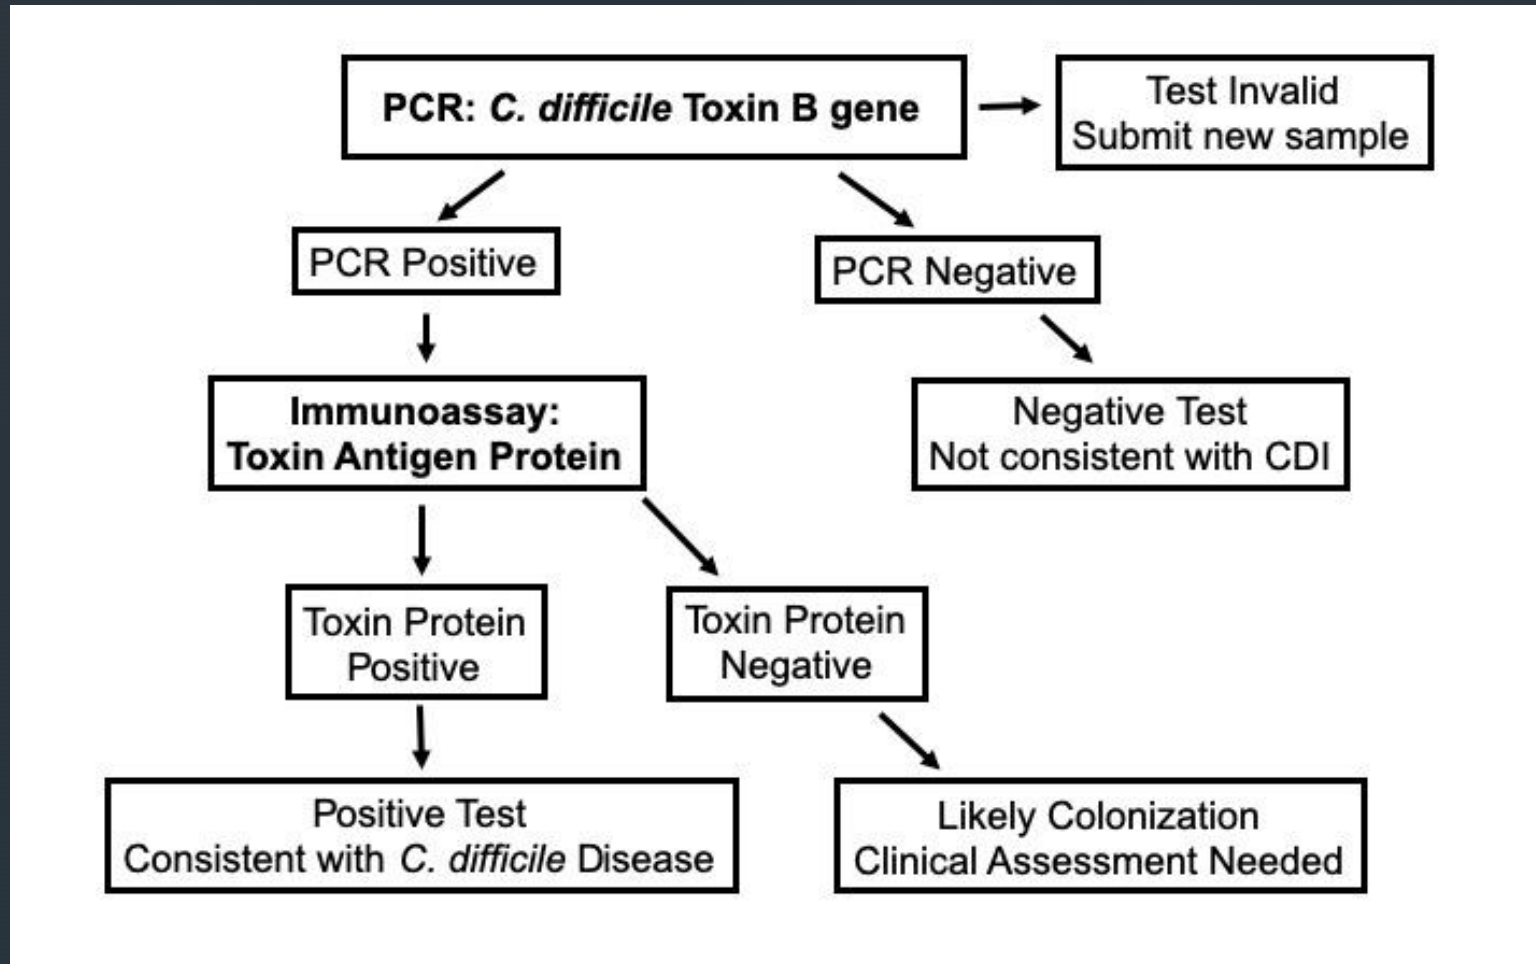 PCR: C. difficile Toxin B gene
Test Invalid
Submit new sample
PCR Positive
PCR Negative
Immunoassay:
Toxin Antigen Protein
Negative Test
Not consistent with CDI
Toxin Protein
Positive
Toxin Protein
Negative
Positive Test
Consistent with C. difficile Disease
Likely Colonization
Clinical Assessment Needed